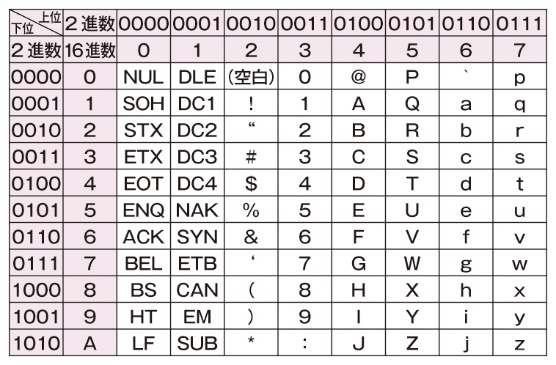 上位 2進数 0000 0001 0010 0011 0100 0101 0110 0111
下位
2進数 16進数 0 1 2 3 4 5 6 7
0000 0 NUL DLE (空白) 0 @ P ` p
0001 1 SOH DC1 ! 1 A Q a q
0010 2 STX DC2 “ 2 B R b r
0011 3 ETX DC3 # 3 C S c s
0100 4 EOT DC4 $ 4 D T d t
0101 5 ENQ NAK % 5 E U e u
0110 6 ACK SYN & 6 F V f v
0111 7 BEL ETB ‘ 7 G W g w
1000 8 BS CAN ( 8 H X h x
1001 9 HT EM ) 9 I Y i y
1010 A LF SUB * : J Z j z